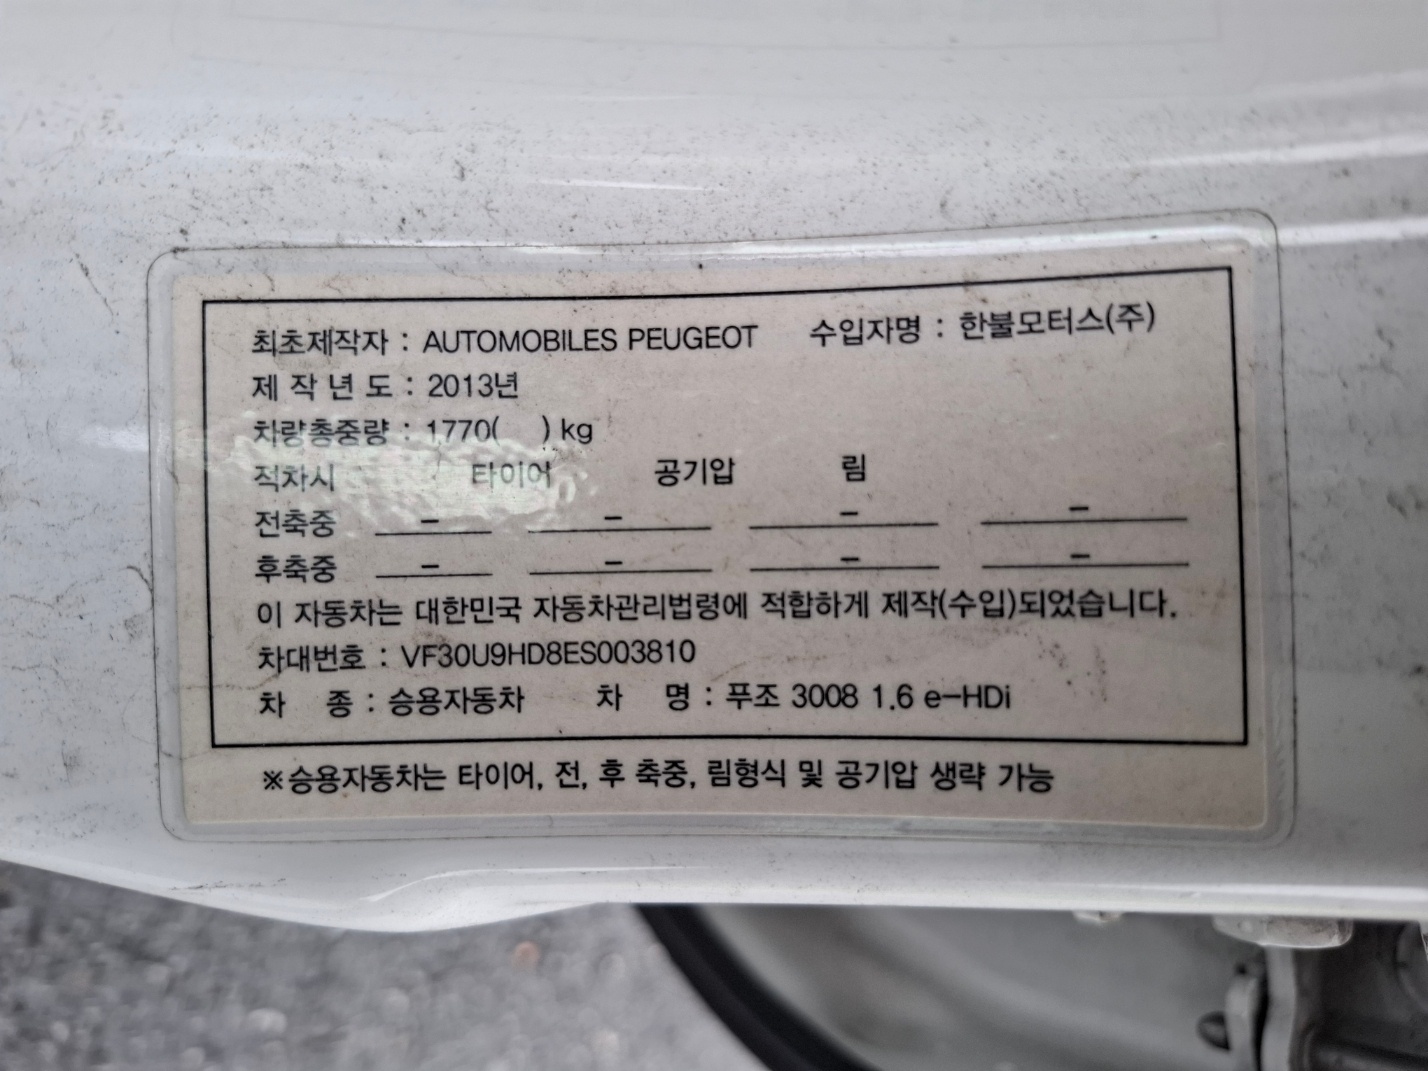 최초제작자 : AUTOMOBILES PEUGEOT 수입자명 : 한불모터스(주)
제 작 년 도 : 2013년
차량총중량 : 1770( ) kg
적차시 타이어 공기압 림
전축중 – – – –
후축중 – – – –
이 자동차는 대한민국 자동차관리법령에 적합하게 제작(수입)되었습니다.
차대번호 : VF30U9HD8ES003810
차 종 : 승용자동차 차 명 : 푸조 3008 1.6 e-HDi
※승용자동차는 타이어, 전, 후 축중, 림형식 및 공기압 생략 가능